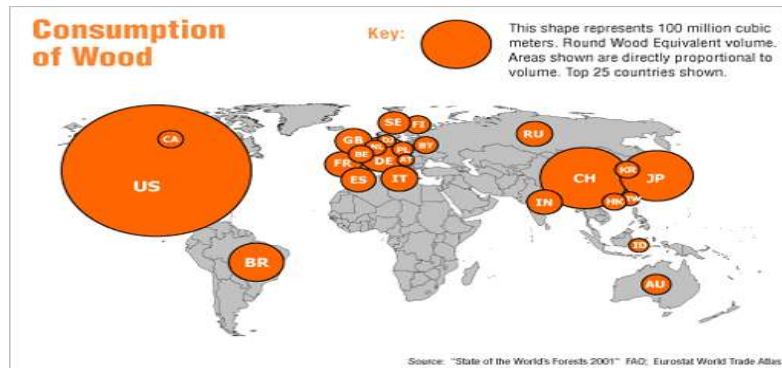 Consumption
of Wood
Key:
This shape represents 100 million cubic
meters. Round Wood Equivalent volume.
Areas shown are directly proportional to
volume. Top 25 countries shown.
SE
FI
CA
GB
RU
NL
PL
BY
BE
FR
DE
AT
US
ES
IT
CH
KR
JP
IN
HK
TW
BR
ID
AU
Source: "State of the World's Forests 2001" FAO; Eurostat World Trade Atlas